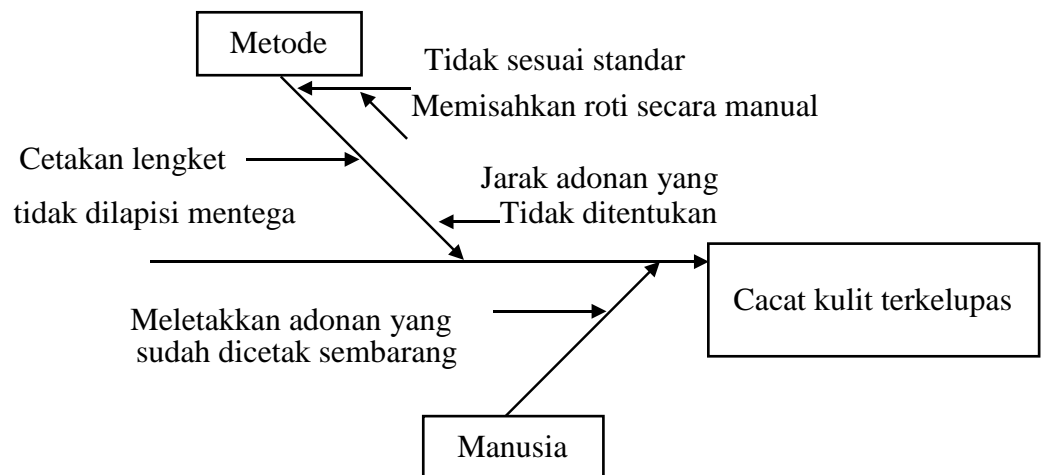 Metode
Tidak sesuai standar
Memisahkan roti secara manual
Cetakan lengket
tidak dilapisi mentega
Jarak adonan yang
Tidak ditentukan
Cacat kulit terkelupas
Meletakkan adonan yang
sudah dicetak sembarang
Manusia